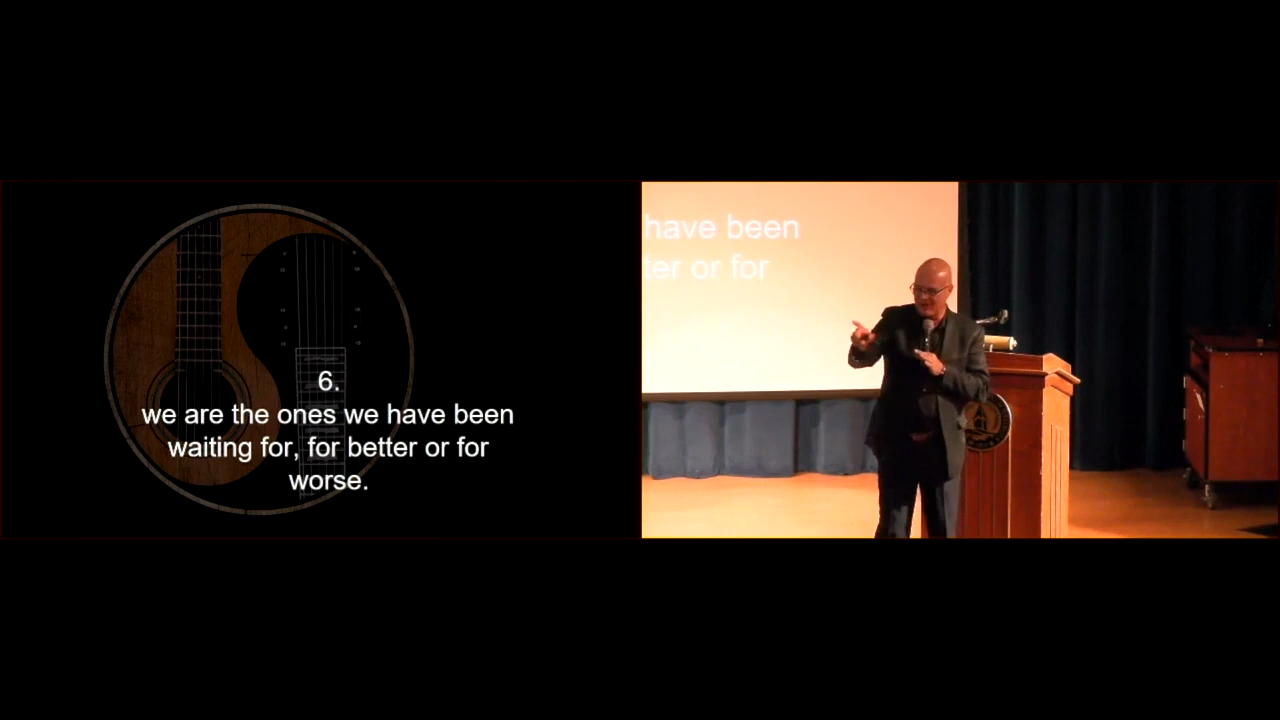 6.
we are the ones we have been
waiting for, for better or for
worse.
have been
ter or for